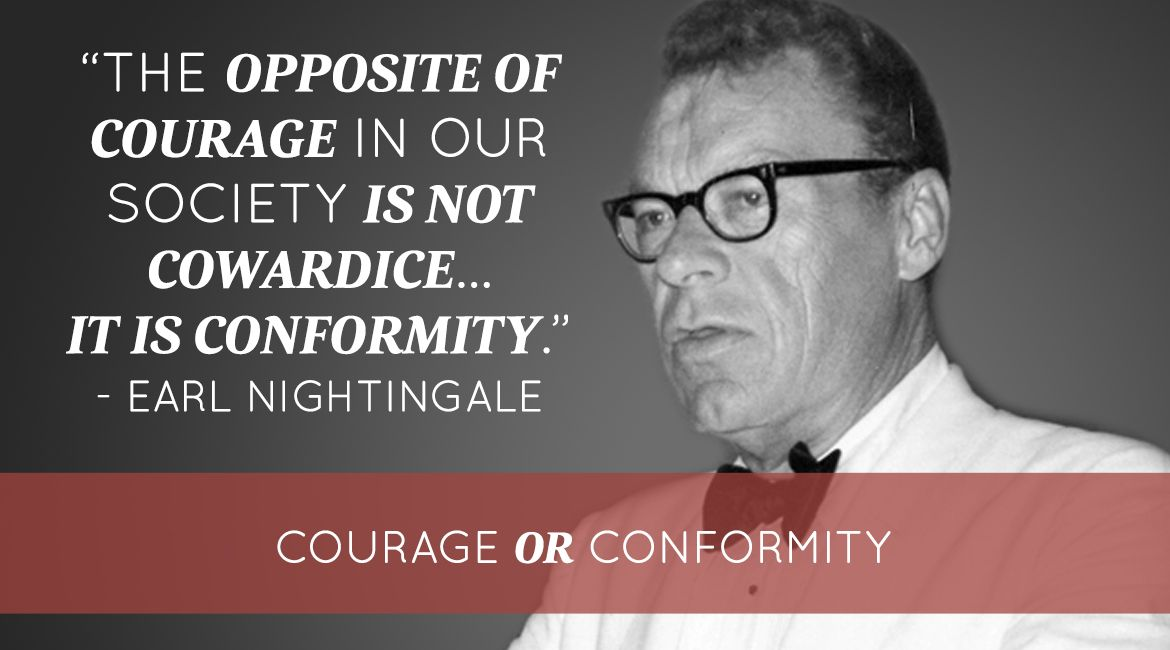 “THE OPPOSITE OF
COURAGE IN OUR
SOCIETY IS NOT
COWARDICE...
IT IS CONFORMITY.”
- EARL NIGHTINGALE
COURAGE OR CONFORMITY